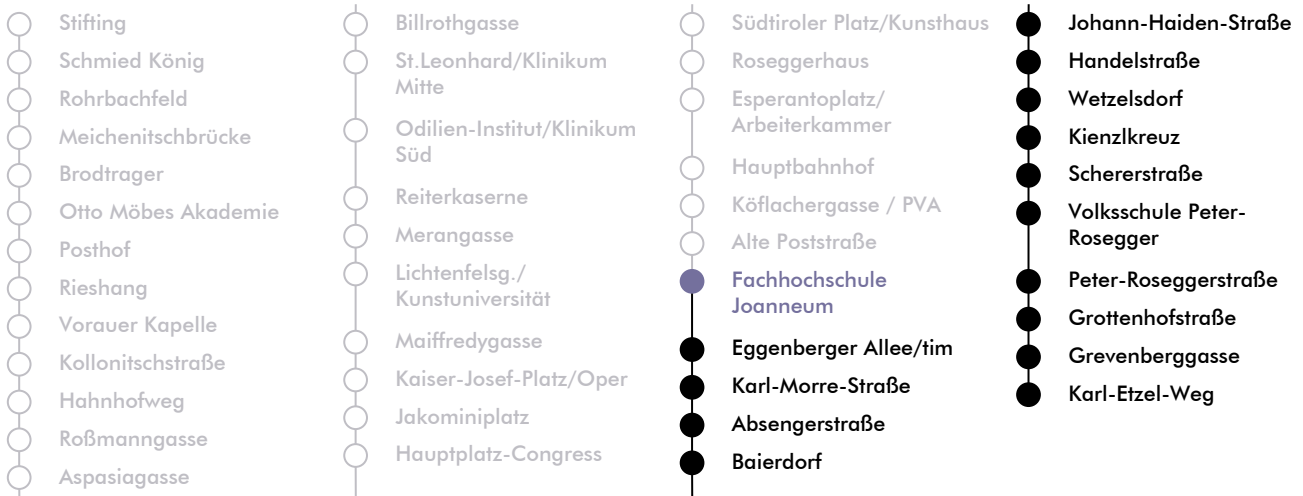 Stifting
Schmied König
Rohrbachfeld
Meichenitschbrücke
Brodtrager
Otto Möbes Akademie
Posthof
Rieshang
Vorauer Kapelle
Kollonitschstraße
Hahnhofweg
Roßmanngasse
Aspasiagasse
Billrothgasse
St.Leonhard/Klinikum
Mitte
Odilien-Institut/Klinikum
Süd
Reiterkaserne
Merangasse
Lichtenfelsg./
Kunstuniversität
Maiffredygasse
Kaiser-Josef-Platz/Oper
Jakominiplatz
Hauptplatz-Congress
Südtiroler Platz/Kunsthaus
Roseggerhaus
Esperantoplatz/
Arbeiterkammer
Hauptbahnhof
Köflachergasse / PVA
Alte Poststraße
Fachhochschule
Joanneum
Eggenberger Allee/tim
Karl-Morre-Straße
Absengerstraße
Baierdorf
Johann-Haiden-Straße
Handelstraße
Wetzelsdorf
Kienzlkreuz
Schererstraße
Volksschule Peter-
Rosegger
Peter-Roseggerstraße
Grottenhofstraße
Grevenberggasse
Karl-Etzel-Weg